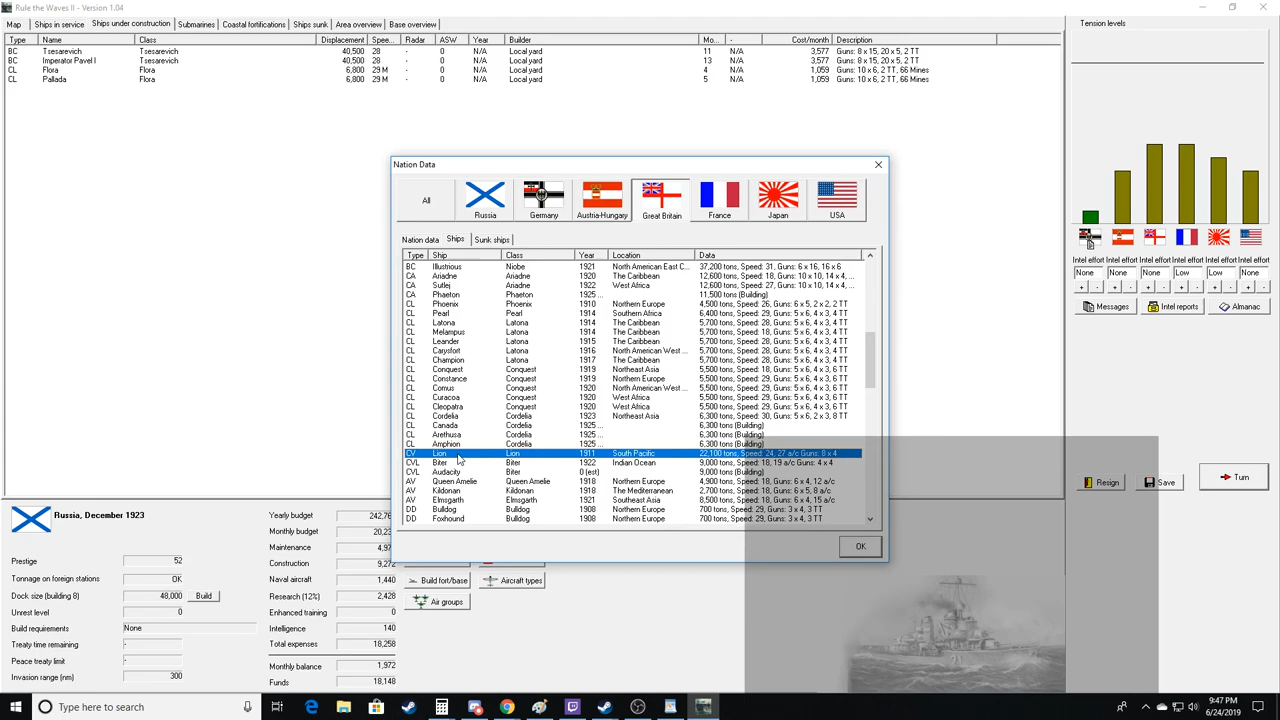 Rule the Waves II - Version 1.04
Map Ships in service Ships under construction Submarines Coastal fortifications Ships sunk Area overview Base overview
Type Name Class Displacement Spee... Radar ASW Year Builder Mo... - Cost/month Description
BC Tsesarevich Tsesarevich 40,500 28 - 0 N/A Local yard 11 N/A 3,577 Guns: 8 x 15, 20 x 5, 2 TT
BC Imperator Pavel I Tsesarevich 40,500 28 - 0 N/A Local yard 13 N/A 3,577 Guns: 8 x 15, 20 x 5, 2 TT
CL Flora Flora 6,800 29 M - 0 N/A Local yard 4 N/A 1,059 Guns: 10 x 6, 2 TT, 66 Mines
CL Pallada Flora 6,800 29 M - 0 N/A Local yard 5 N/A 1,059 Guns: 10 x 6, 2 TT, 66 Mines
Tension levels
Intel effort Intel effort Intel effort Intel effort Intel effort Intel effort
None None None Low Low None
+ - + - + - + - + - + -
Messages Intel reports Almanac
Resign Save Turn
Nation Data
All Russia Germany Austria-Hungary Great Britain France Japan USA
Nation data Ships Sunk ships
Type Ship Class Year Location Data
BC Illustrious Niobe 1921 North American East C... 37,200 tons, Speed: 31, Guns: 6 x 16, 16 x 6
CA Ariadne Ariadne 1920 The Caribbean 12,600 tons, Speed: 18, Guns: 10 x 10, 14 x 4,...
CA Sutlej Ariadne 1922 West Africa 12,600 tons, Speed: 27, Guns: 10 x 10, 14 x 4,...
CA Phaeton Phaeton 1925 ... 11,500 tons (Building)
CL Phoenix Phoenix 1910 Northern Europe 4,500 tons, Speed: 26, Guns: 6 x 5, 2 x 2, 2 TT
CL Pearl Pearl 1914 Southern Africa 6,400 tons, Speed: 29, Guns: 6 x 6, 4 x 3, 4 TT
CL Latona Latona 1914 The Caribbean 5,700 tons, Speed: 28, Guns: 5 x 6, 4 x 3, 4 TT
CL Melampus Latona 1914 The Caribbean 5,700 tons, Speed: 18, Guns: 5 x 6, 4 x 3, 4 TT
CL Leander Latona 1915 The Caribbean 5,700 tons, Speed: 28, Guns: 5 x 6, 4 x 3, 4 TT
CL Carysfort Latona 1916 North American West ... 5,700 tons, Speed: 28, Guns: 5 x 6, 4 x 3, 4 TT
CL Champion Latona 1917 The Caribbean 5,700 tons, Speed: 28, Guns: 5 x 6, 4 x 3, 4 TT
CL Conquest Conquest 1919 Northeast Asia 5,500 tons, Speed: 18, Guns: 5 x 6, 4 x 3, 6 TT
CL Constance Conquest 1919 Northern Europe 5,500 tons, Speed: 29, Guns: 5 x 6, 4 x 3, 6 TT
CL Comus Conquest 1920 North American West ... 5,500 tons, Speed: 29, Guns: 5 x 6, 4 x 3, 6 TT
CL Curacoa Conquest 1920 West Africa 5,500 tons, Speed: 29, Guns: 5 x 6, 4 x 3, 6 TT
CL Cleopatra Conquest 1920 West Africa 5,500 tons, Speed: 29, Guns: 5 x 6, 4 x 3, 6 TT
CL Cordelia Cordelia 1923 Northeast Asia 6,300 tons, Speed: 30, Guns: 6 x 6, 2 x 3, 8 TT
CL Canada Cordelia 1925 ... 6,300 tons (Building)
CL Arethusa Cordelia 1925 ... 6,300 tons (Building)
CL Amphion Cordelia 1925 ... 6,300 tons (Building)
CV Lion Lion 1911 South Pacific 22,100 tons, Speed: 24, 27 a/c Guns: 8 x 4
CVL Biter Biter 1922 Indian Ocean 9,000 tons, Speed: 18, 19 a/c Guns: 4 x 4
CVL Audacity Biter 0 (est) 9,000 tons (Building)
AV Queen Amelie Queen Amelie 1918 Northern Europe 4,900 tons, Speed: 18, Guns: 6 x 4, 12 a/c
AV Kildonan Kildonan 1918 The Mediterranean 2,700 tons, Speed: 18, Guns: 6 x 5, 8 a/c
AV Elmsgarth Elmsgarth 1921 Southeast Asia 8,500 tons, Speed: 18, Guns: 6 x 4, 15 a/c
DD Bulldog Bulldog 1908 Northern Europe 700 tons, Speed: 29, Guns: 3 x 4, 3 TT
DD Foxhound Bulldog 1908 Northern Europe 700 tons, Speed: 29, Guns: 3 x 4, 3 TT
OK
Russia, December 1923
Prestige 52
Tonnage on foreign stations OK
Dock size (building 8) 48,000 Build
Unrest level 0
Build requirements None
Treaty time remaining -
Peace treaty limit -
Invasion range (nm) 300
Yearly budget 242,76
Monthly budget 20,23
Maintenance 4,97
Construction 9,272
Naval aircraft 1,440
Research (12%) 2,428
Enhanced training 0
Intelligence 140
Total expenses 18,258
Monthly balance 1,972
Funds 18,148
Build fort/base Aircraft types
Air groups
21
Type here to search
9:47 PM
6/24/2019